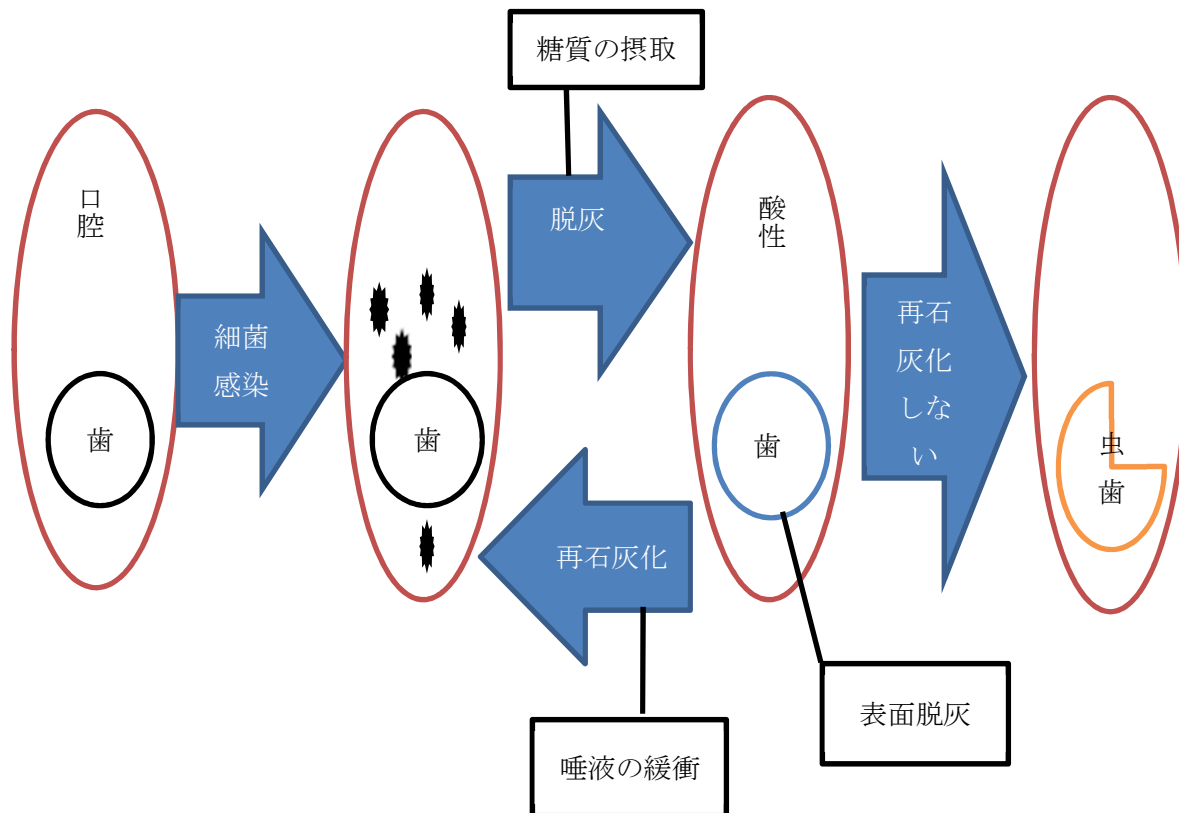 糖質の摂取
口腔
細菌
感染
歯
歯
脱灰
酸性
歯
再石
灰化
しな
い
虫
歯
再石灰化
表面脱灰
唾液の緩衝